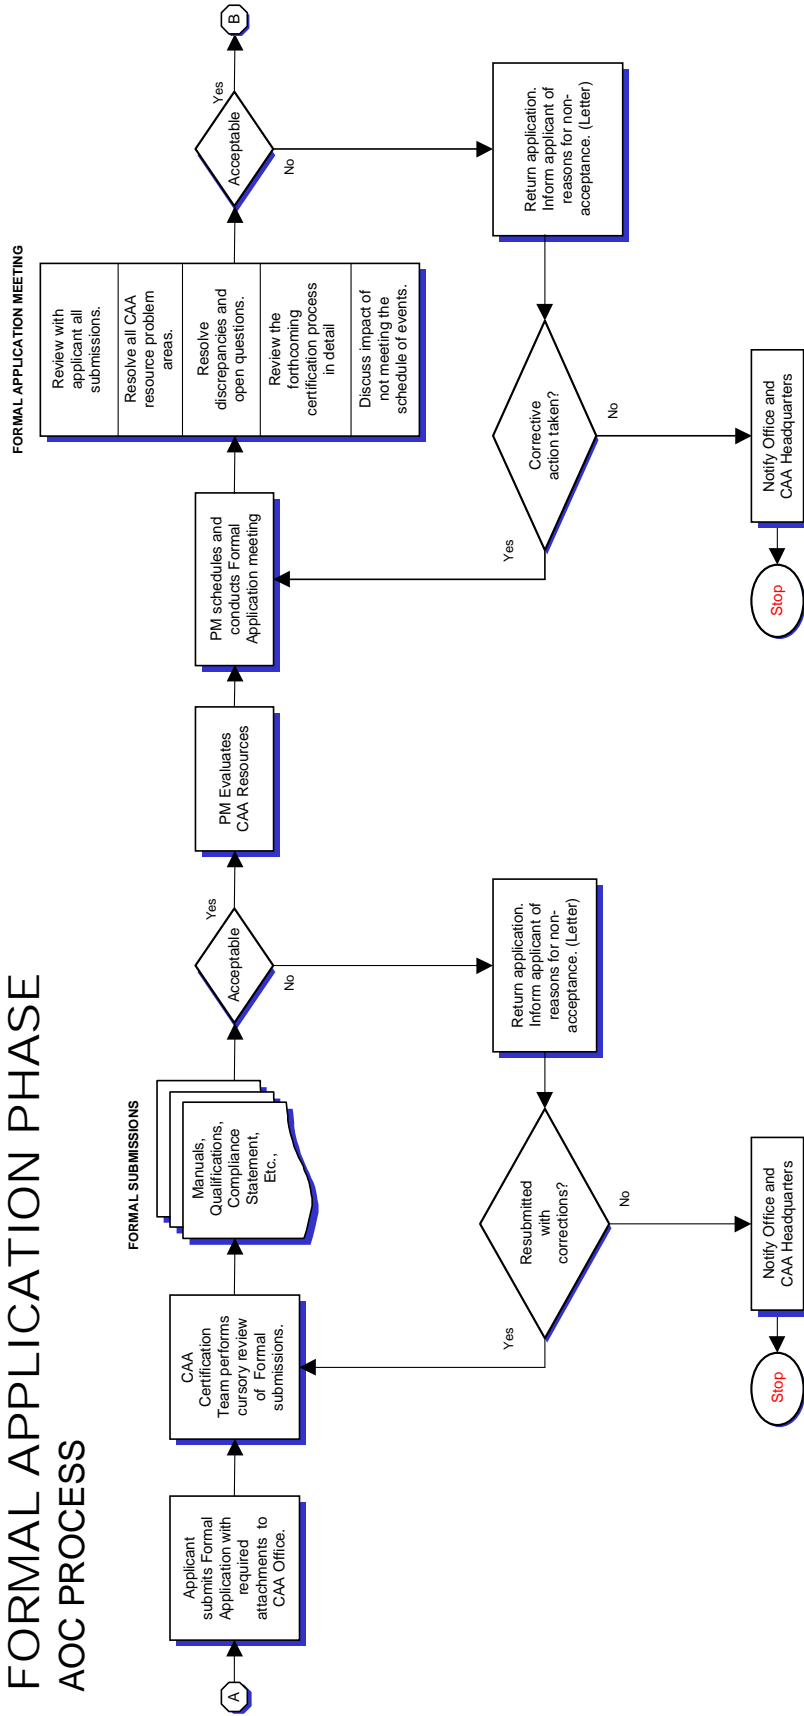 FORMAL APPLICATION PHASE
AOC PROCESS
A
Applicant
submits Formal
Application with
required
attachments to
CAA Office.
CAA
Certification
Team performs
cursory review
of Formal
submissions.
FORMAL SUBMISSIONS
Manuals,
Qualifications,
Compliance
Statement,
Etc.,
Acceptable
Yes
No
Return application.
Inform applicant of
reasons for non-
acceptance. (Letter)
Resubmitted
with
corrections?
Yes
No
Notify Office and
CAA Headquarters
Stop
PM Evaluates
CAA Resources
PM schedules and
conducts Formal
Application meeting
FORMAL APPLICATION MEETING
Review with
applicant all
submissions.
Resolve all CAA
resource problem
areas.
Resolve
discrepancies and
open questions.
Review the
forthcoming
certification process
in detail
Discuss impact of
not meeting the
schedule of events.
Acceptable
Yes
B
No
Return application.
Inform applicant of
reasons for non-
acceptance. (Letter)
Corrective
action taken?
Yes
No
Notify Office and
CAA Headquarters
Stop